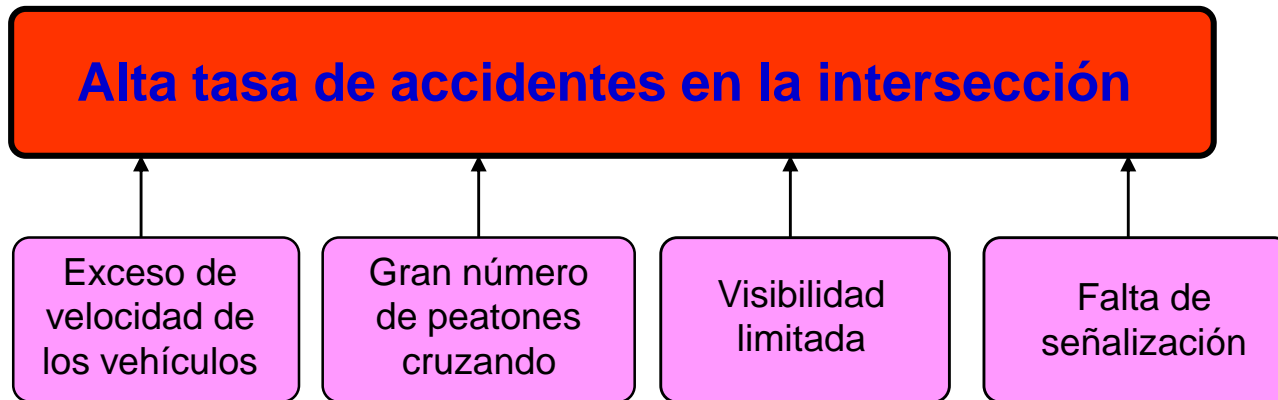 Alta tasa de accidentes en la intersección
Exceso de
velocidad de
los vehículos
Gran número
de peatones
cruzando
Visibilidad
limitada
Falta de
señalización